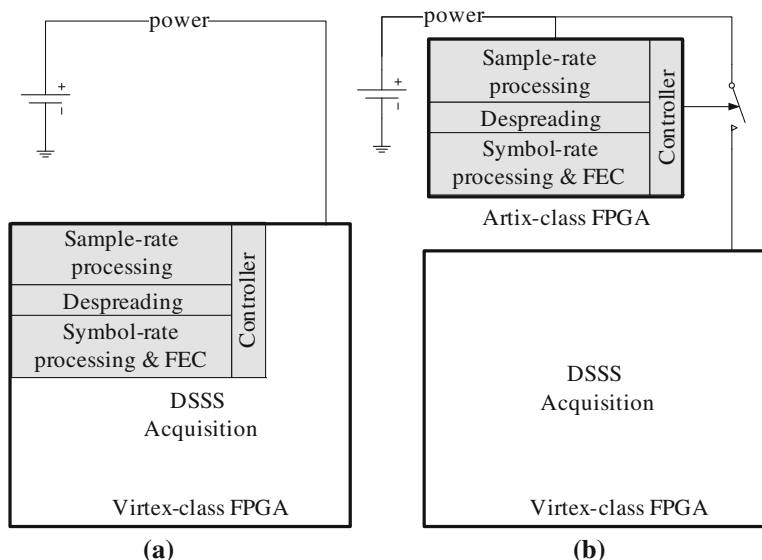 power
+
Sample-rate
processing
Despreading
Symbol-rate
processing & FEC
Controller
DSSS
Acquisition
Virtex-class FPGA
(a)
power
+
Sample-rate
processing
Despreading
Symbol-rate
processing & FEC
Controller
Artix-class FPGA
DSSS
Acquisition
Virtex-class FPGA
(b)